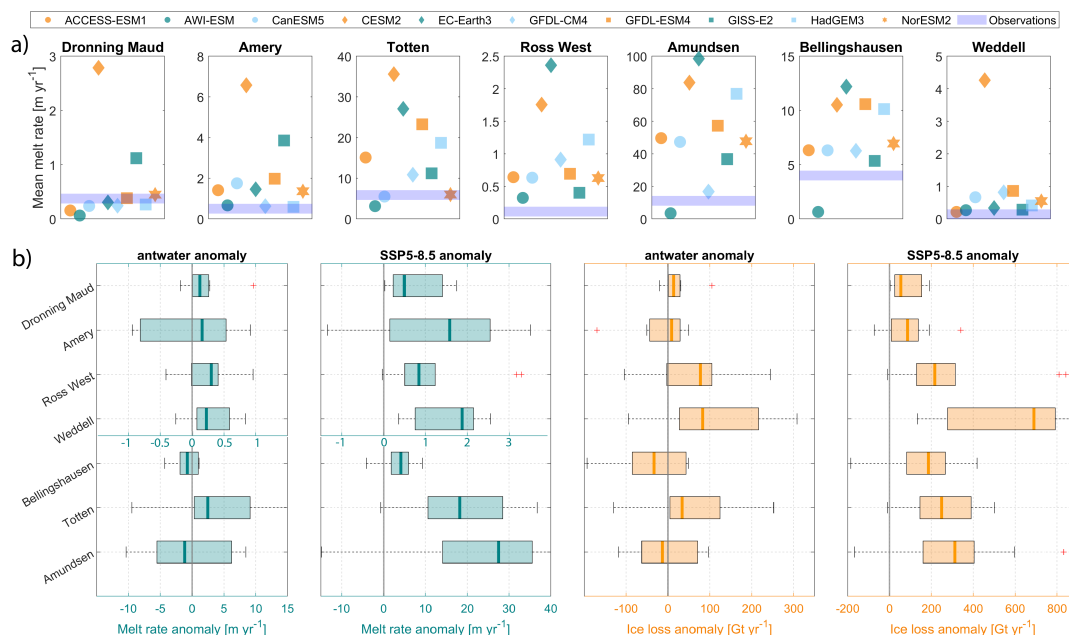 ACCESS-ESM1 AWI-ESM CanESM5 CESM2 EC-Earth3 GFDL-CM4 GFDL-ESM4 GISS-E2 HadGEM3 NorESM2 Observations
a)
Dronning Maud Amery Totten Ross West Amundsen Bellingshausen Weddell
Mean melt rate [m yr⁻¹]
3 8 40 2.5 100 15 5
2 6 30 2 80 10 4
1 4 20 1.5 60 5 3
0 2 10 1 40 0 2
0 0 0.5 20 1
0 0 0
b)
antwater anomaly SSP5-8.5 anomaly antwater anomaly SSP5-8.5 anomaly
Dronning Maud
Amery
Ross West
Weddell
-1 0 1 -1 0 1 2 3
Bellingshausen
Totten
Amundsen
-10 -5 0 5 10 15 -10 0 10 20 30 40 -100 0 100 200 300 -200 0 200 400 600 800
Melt rate anomaly [m yr⁻¹] Melt rate anomaly [m yr⁻¹] Ice loss anomaly [Gt yr⁻¹] Ice loss anomaly [Gt yr⁻¹]